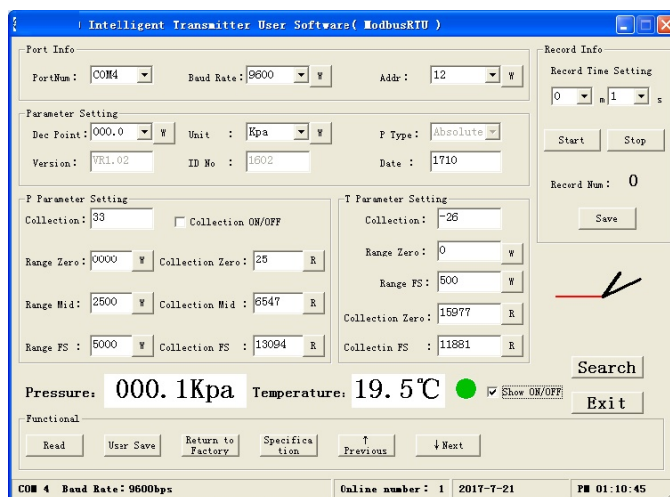 Intelligent Transmitter User Software( ModbusRTU )
Port Info
PortNum: COM4 Baud Rate: 9600 W Addr: 12 W
Record Info
Record Time Setting
0 m 1 s
Start Stop
Record Num: 0
Save
Parameter Setting
Dec Point: 000.0 W Unit : Kpa W P Type: Absolute
Version: VR1.02 ID No : 1602 Date : 1710
P Parameter Setting
Collection: 33 Collection ON/OFF
Range Zero: 0000 W Collection Zero: 25 R
Range Mid: 2500 W Collection Mid : 6547 R
Range FS : 5000 W Collection FS : 13094 R
T Parameter Setting
Collection: -26
Range Zero: 0 W
Range FS: 500 W
Collection Zero: 15977 R
Collectin FS : 11881 R
Search
Exit
Pressure: 000.1Kpa Temperature: 19.5℃ Show ON/OFF
Functional
Read User Save Return to Factory Specification ↑ Previous ↓Next
COM 4 Baud Rate: 9600bps Online number: 1 2017-7-21 PM 01:10:45